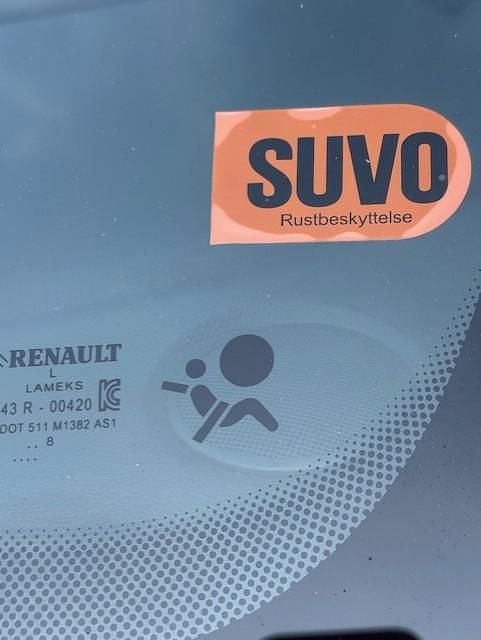 SUVO
Rustbeskyttelse
RENAULT
L
LAMEKS
43 R - 00420
DOT 511 M1382 AS1
. . 8
. . . .